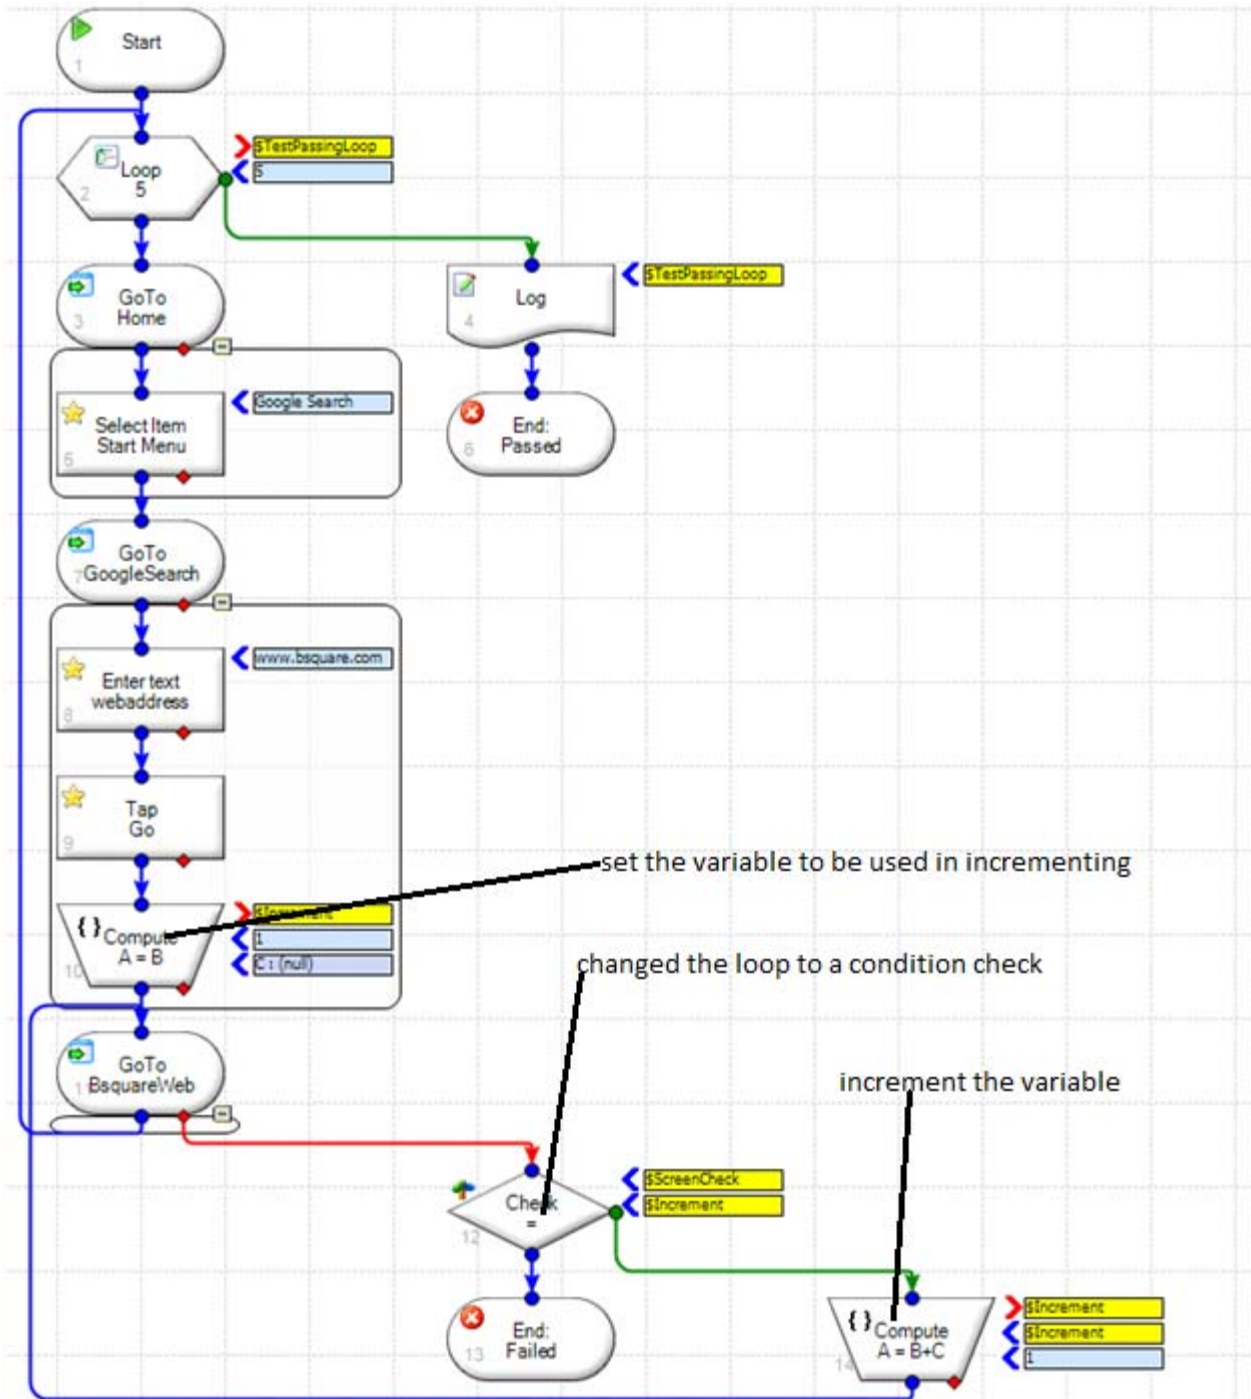 Start
1
Loop
5
2
$TestPassingLoop
5
GoTo
Home
3
Log
4
$TestPassingLoop
Select Item
Start Menu
5
Google Search
End:
Passed
6
GoTo
GoogleSearch
7
Enter text
webaddress
8
www.bsquare.com
Tap
Go
9
set the variable to be used in incrementing
{ } Compute
A = B
10
$Increment
1
C : (null)
changed the loop to a condition check
GoTo
BsquareWeb
11
increment the variable
Check
=
12
$ScreenCheck
$Increment
End:
Failed
13
{ } Compute
A = B+C
14
$Increment
$Increment
1